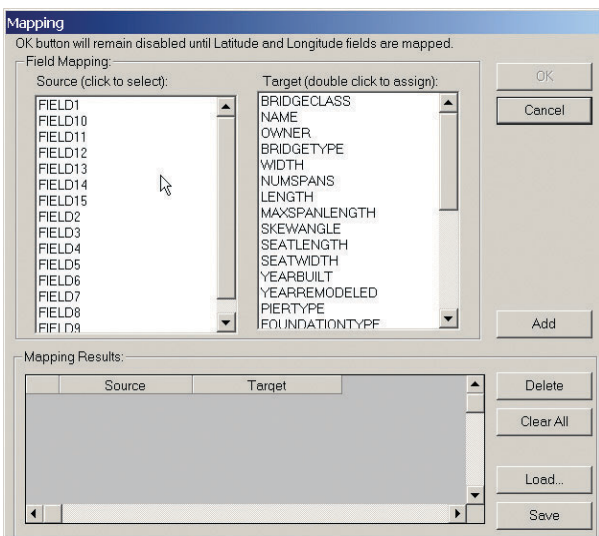 Mapping
OK button will remain disabled until Latitude and Longitude fields are mapped.
Field Mapping:
Source (click to select):
FIELD1
FIELD10
FIELD11
FIELD12
FIELD13
FIELD14
FIELD15
FIELD2
FIELD3
FIELD4
FIELD5
FIELD6
FIELD7
FIELD8
FIELD9
Target (double click to assign):
BRIDGECLASS
NAME
OWNER
BRIDGETYPE
WIDTH
NUMSPANS
LENGTH
MAXSPANLENGTH
SKEWANGLE
SEATLENGTH
SEATWIDTH
YEARBUILT
YEARREMODELED
PIERTYPE
FOUNDATIONTYPE
OK
Cancel
Add
Mapping Results:
Source Target
Delete
Clear All
Load...
Save